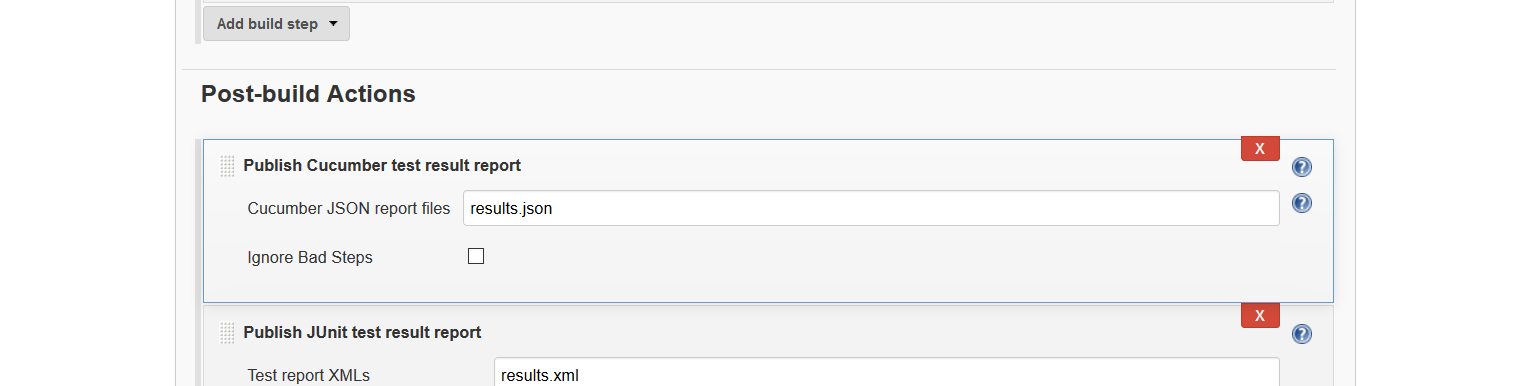 Add build step
Post-build Actions
X
Publish Cucumber test result report
?
Cucumber JSON report files results.json
?
Ignore Bad Steps
X
Publish JUnit test result report
?
Test report XMLs results.xml